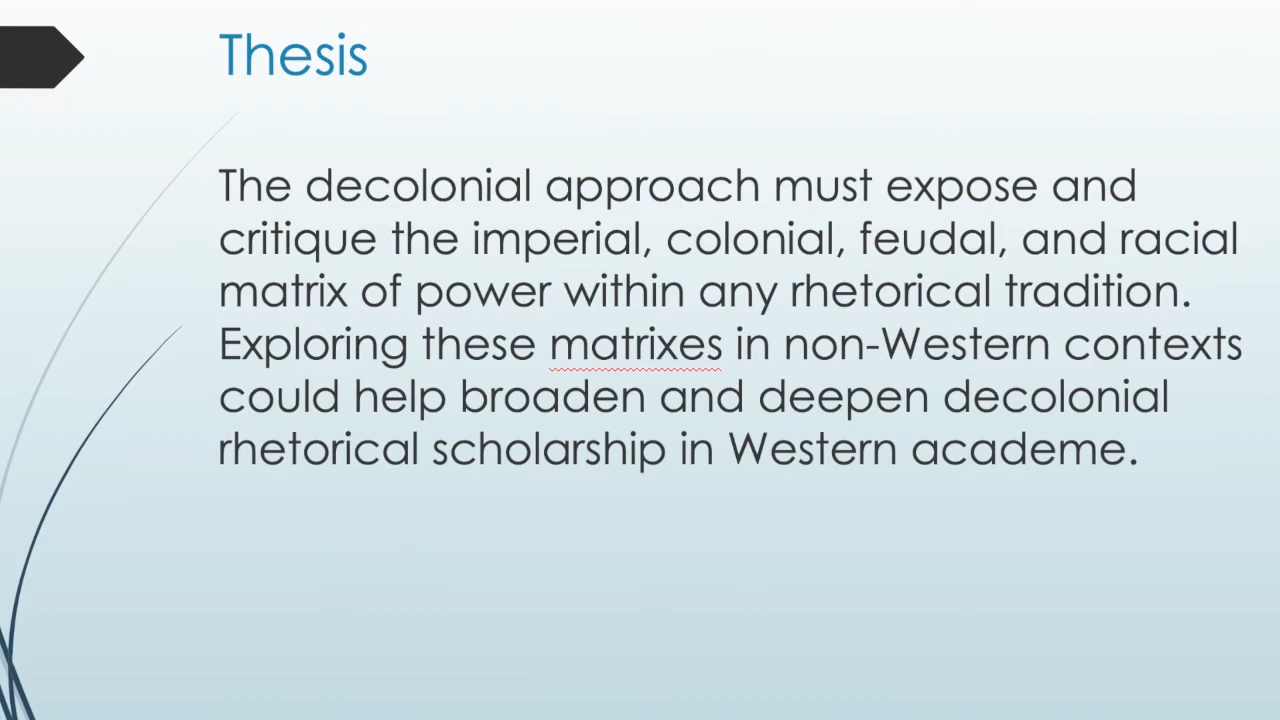 Thesis
The decolonial approach must expose and
critique the imperial, colonial, feudal, and racial
matrix of power within any rhetorical tradition.
Exploring these matrixes in non-Western contexts
could help broaden and deepen decolonial
rhetorical scholarship in Western academe.